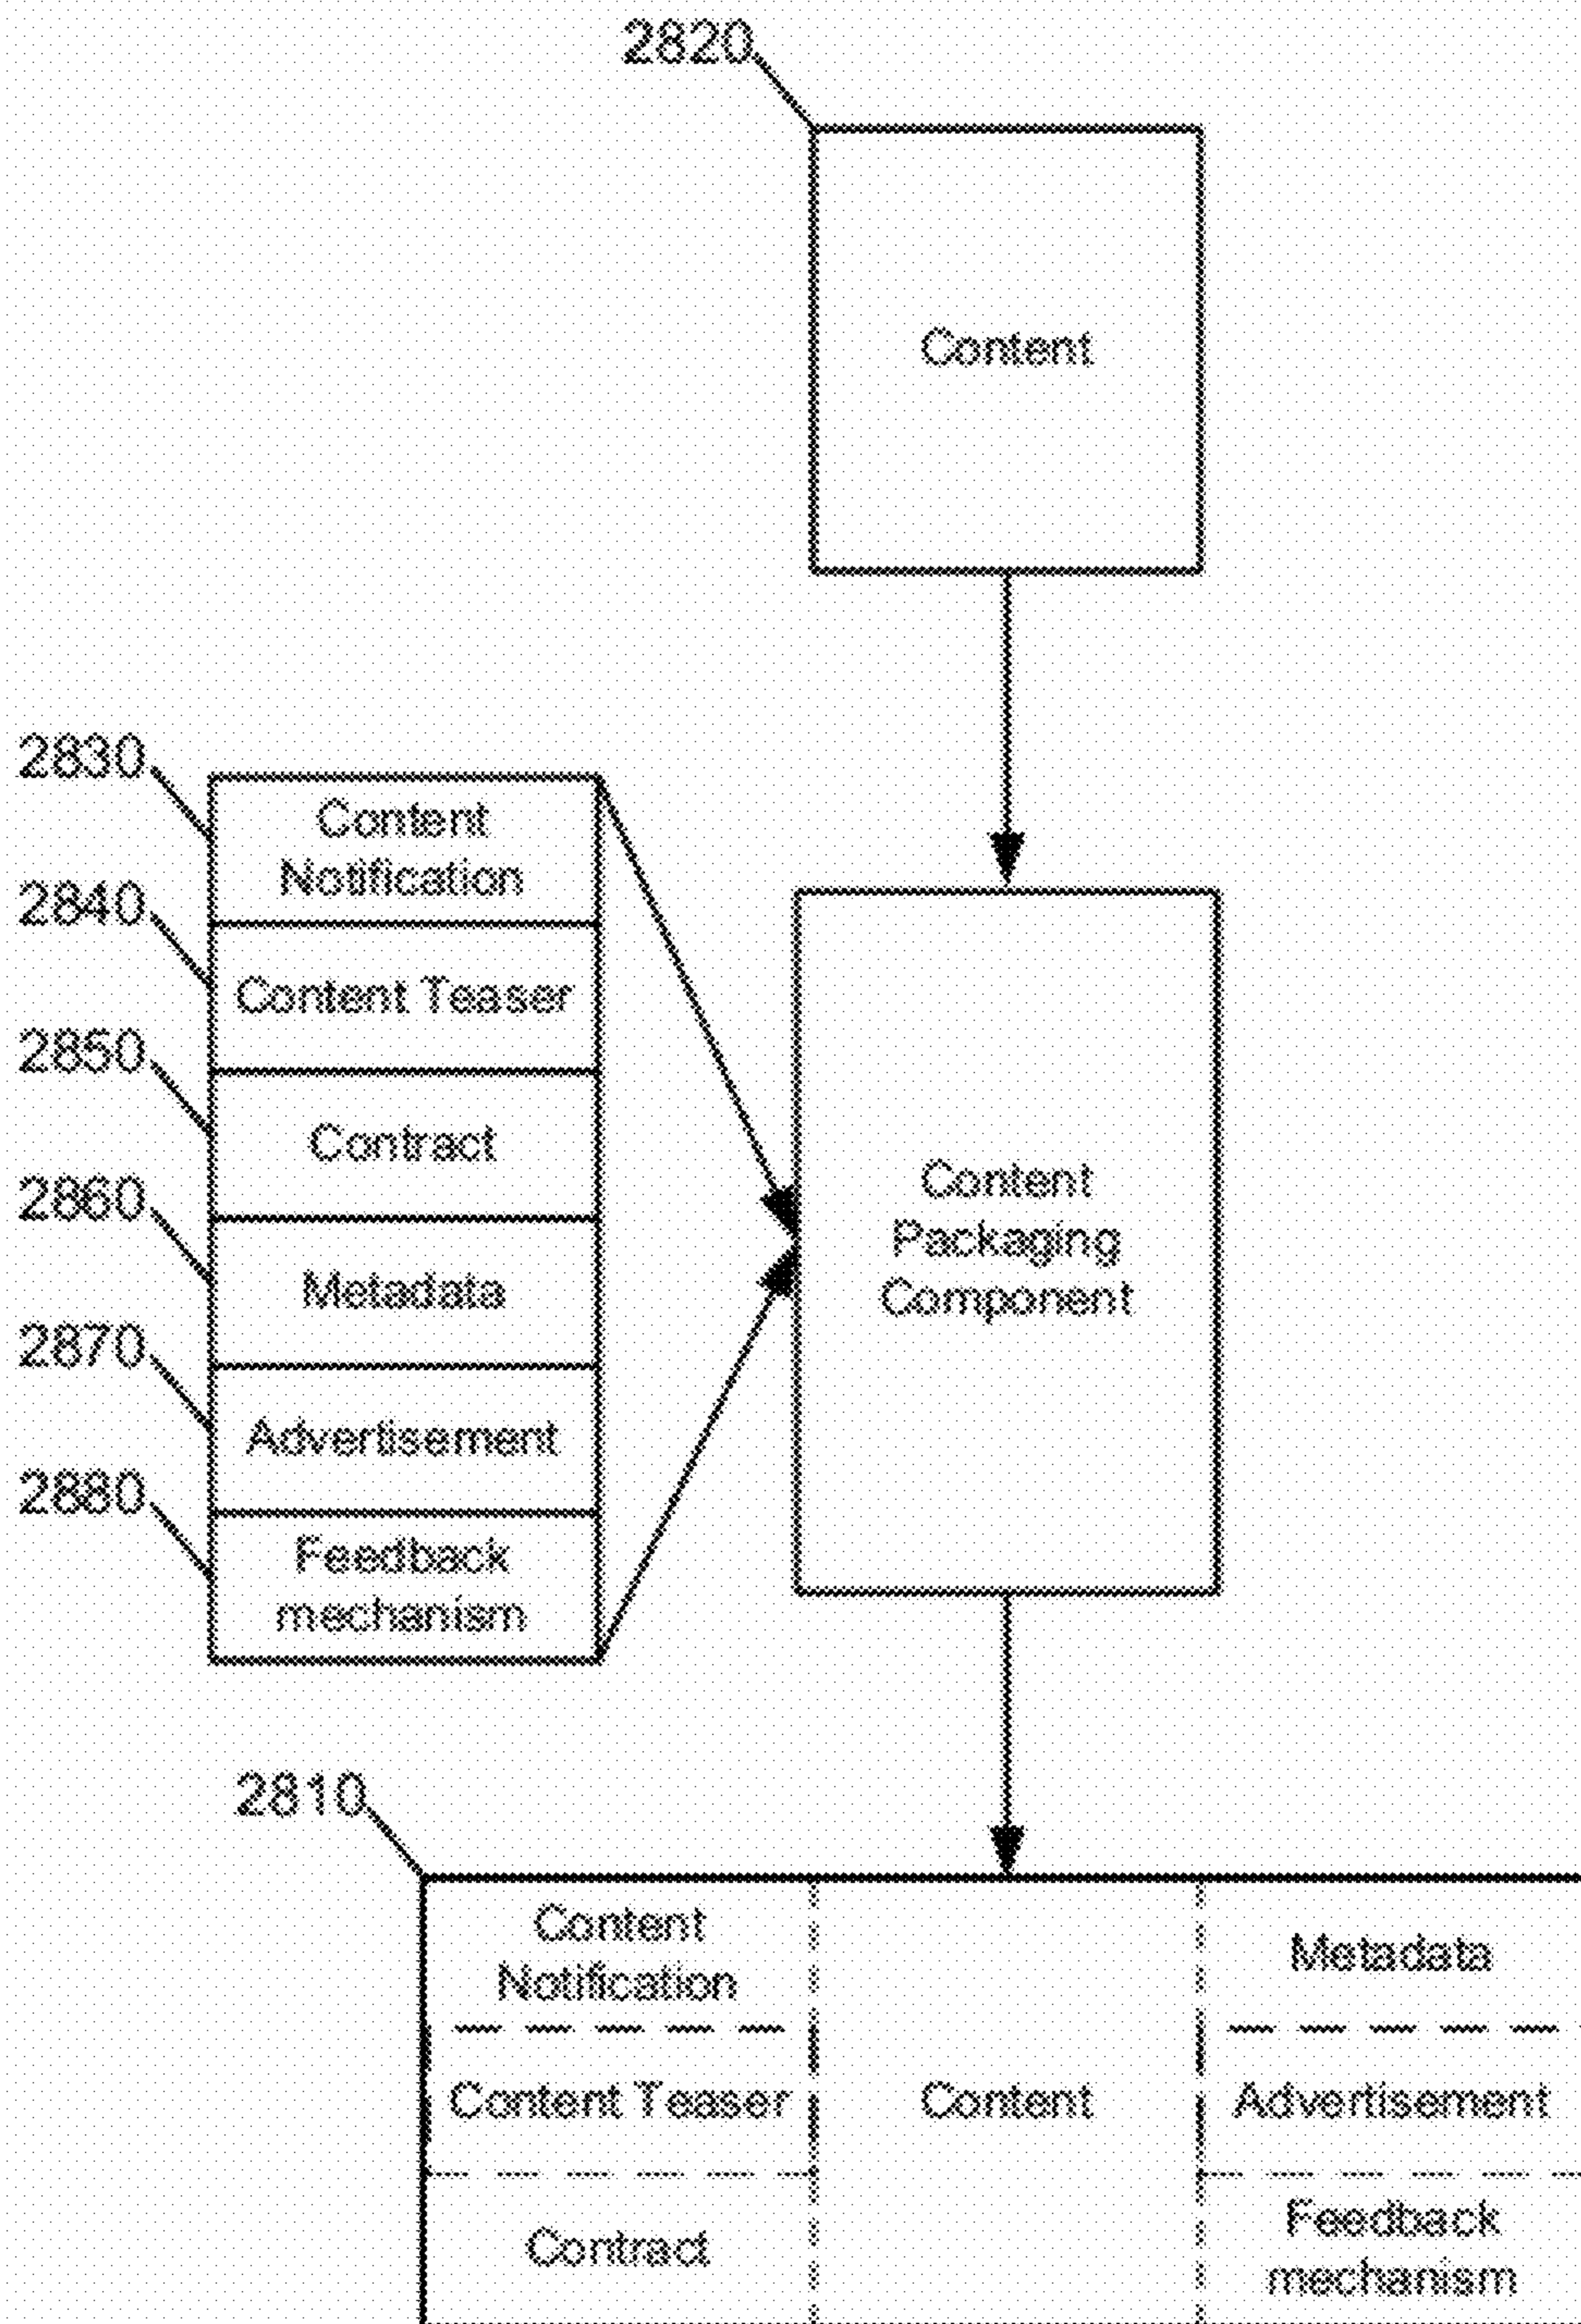 2820
Content
2830
Content
Notification
2840
Content Teaser
2850
Contract
2860
Metadata
2870
Advertisement
2880
Feedback
mechanism
Content
Packaging
Component
2810
Content
Notification
Content Teaser
Contract
Content
Metadata
Advertisement
Feedback
mechanism